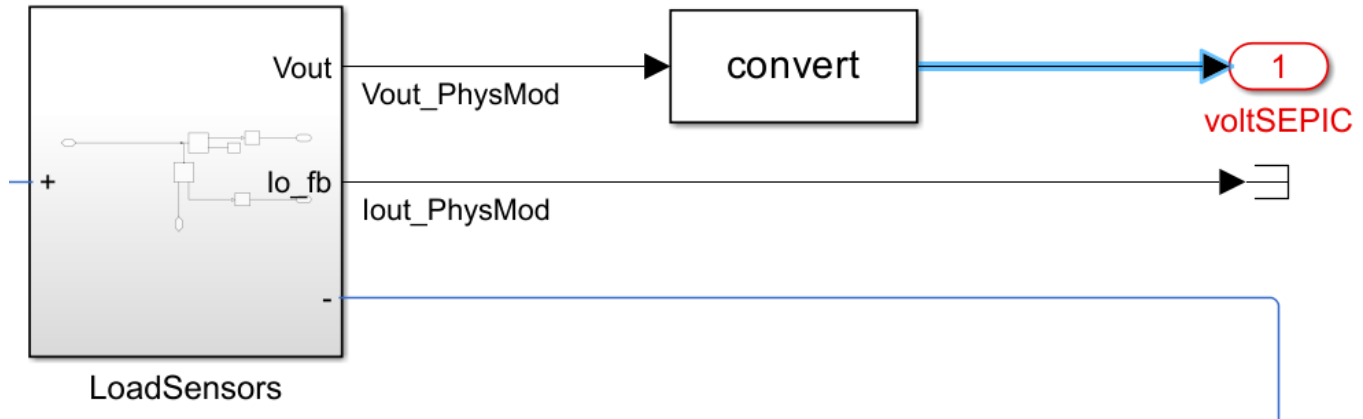 Vout
convert
1
Vout_PhysMod
voltSEPIC
+
Io_fb
Iout_PhysMod
-
LoadSensors